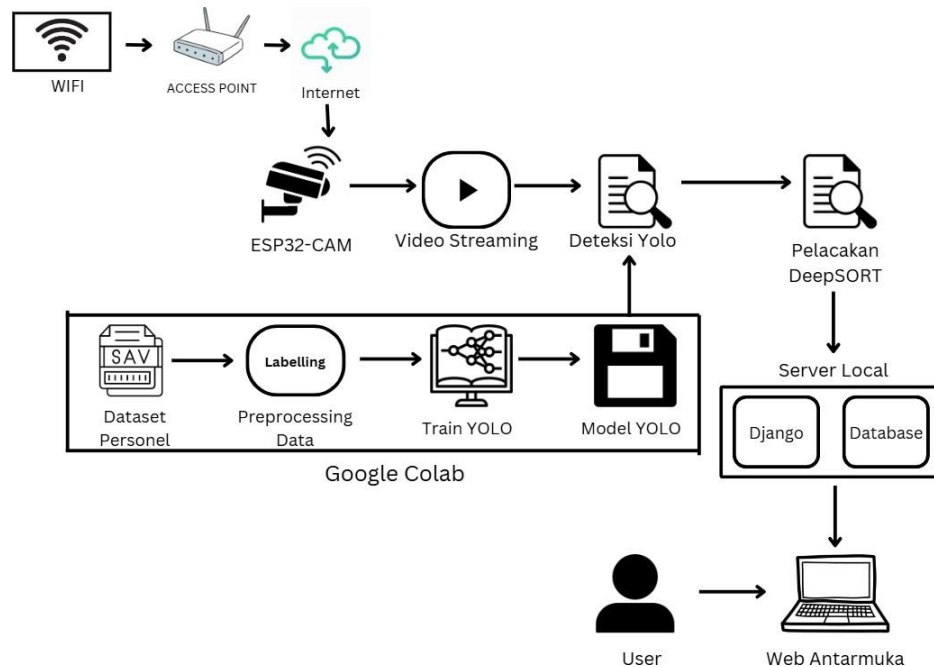 WIFI
ACCESS POINT
Internet
ESP32-CAM
Video Streaming
Deteksi Yolo
Pelacakan
DeepSORT
SAV
Labelling
Dataset
Personel
Preprocessing
Data
Train YOLO
Model YOLO
Google Colab
Server Local
Django
Database
User
Web Antarmuka